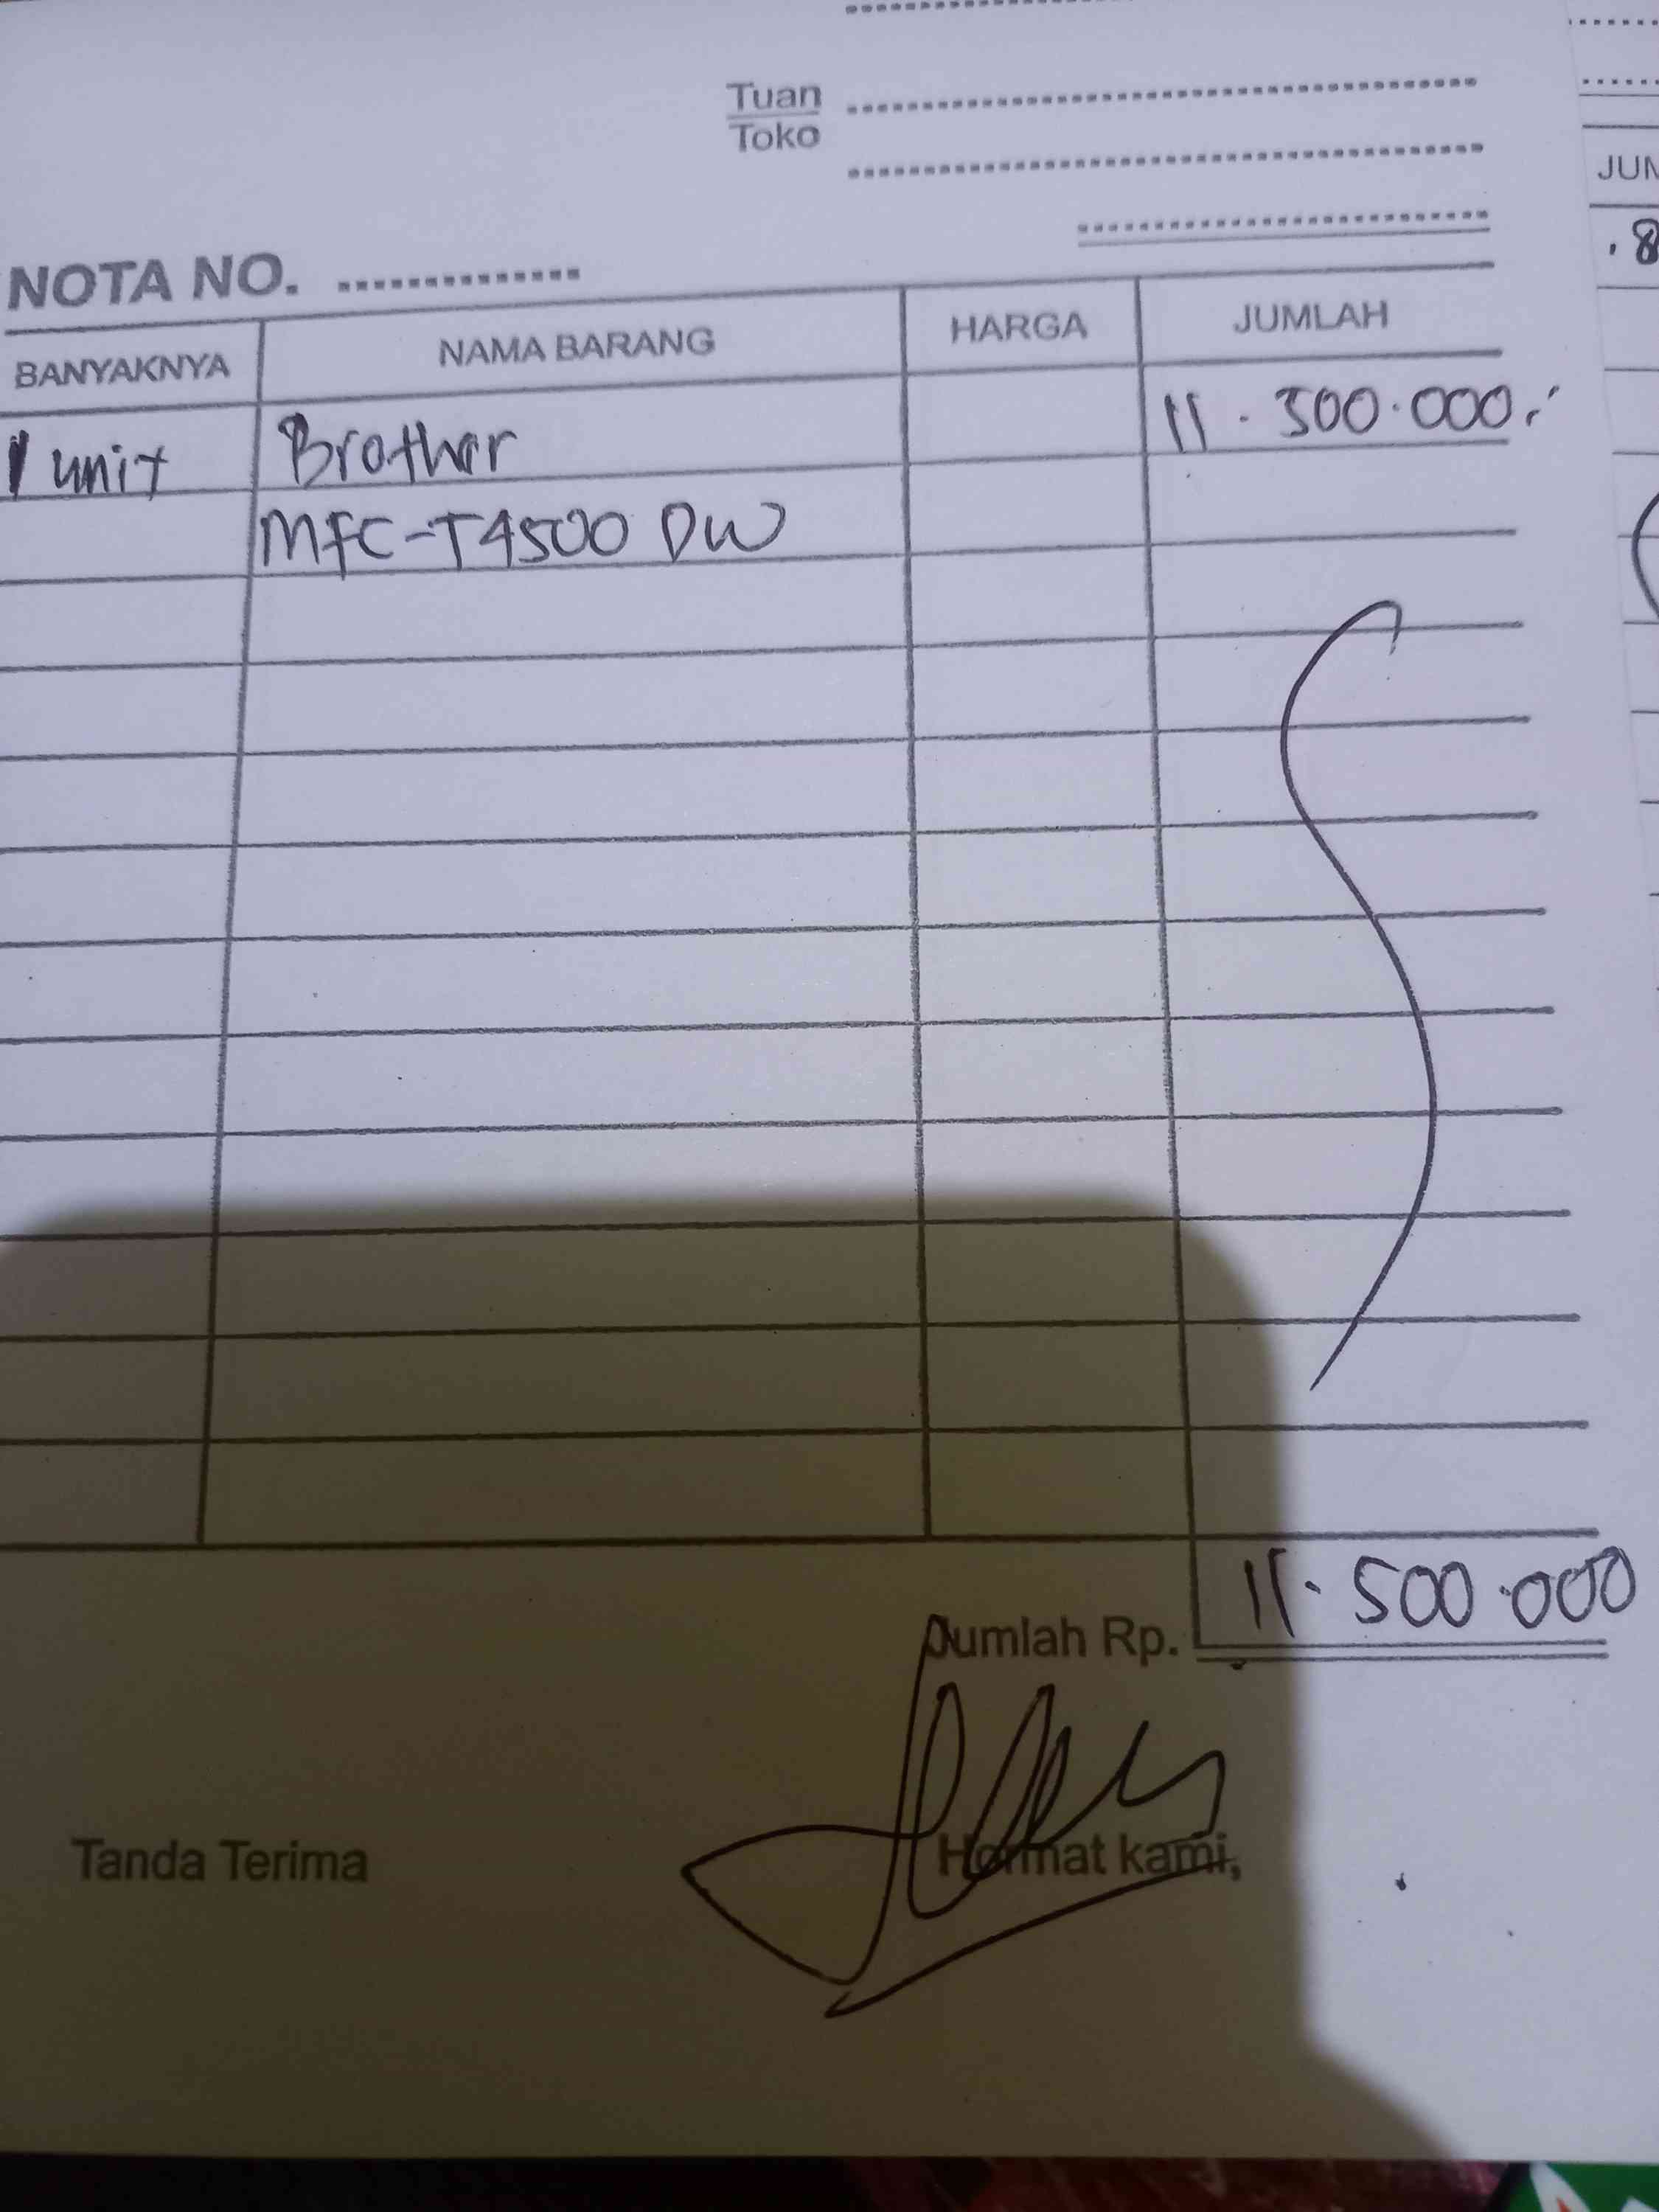 Tuan
Toko
NOTA NO. ..............
BANYAKNYA NAMA BARANG HARGA JUMLAH
1 unit Brother 11.500.000,-
MFC-T4500 DW
Jumlah Rp. 11.500.000
Tanda Terima Hormat kami,
JUM
.8